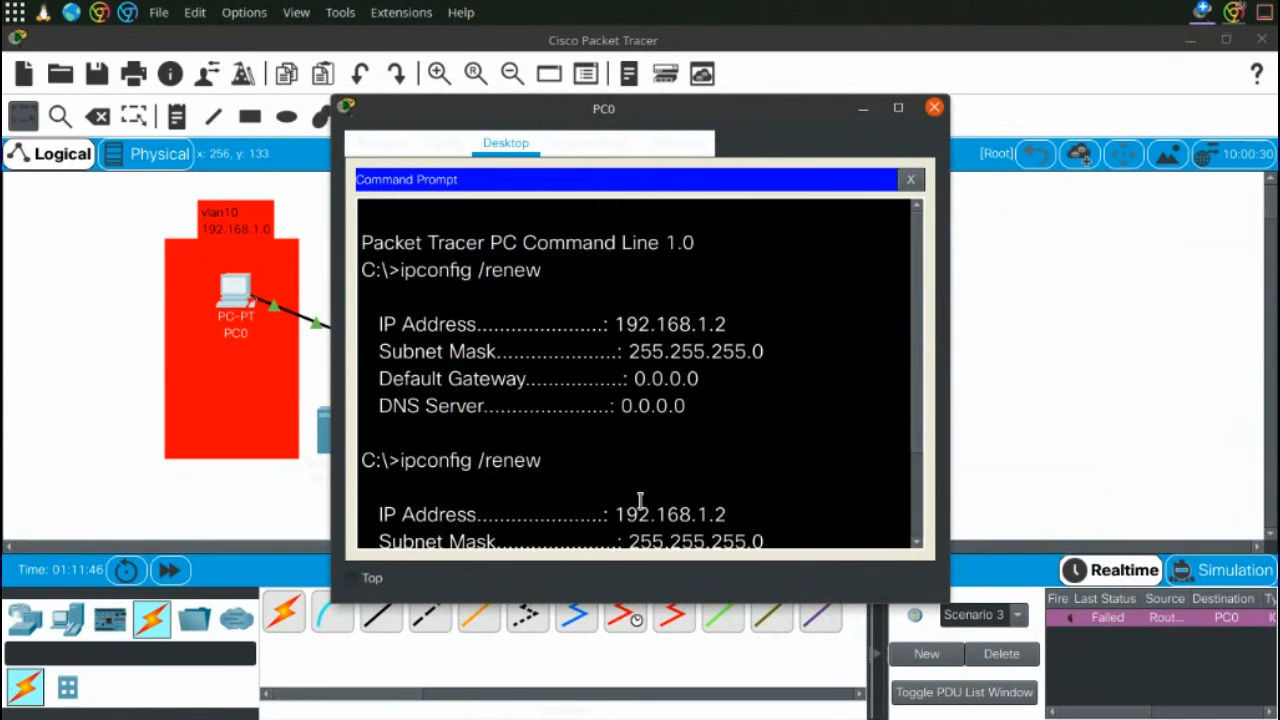 File Edit Options View Tools Extensions Help
Cisco Packet Tracer
PC0
Logical Physical x: 256, y: 133
[Root] 10:00:30
Desktop
Command Prompt
X
vlan10
192.168.1.0
PC-PT
PC0
Packet Tracer PC Command Line 1.0
C:\>ipconfig /renew
IP Address......................: 192.168.1.2
Subnet Mask.....................: 255.255.255.0
Default Gateway.................: 0.0.0.0
DNS Server......................: 0.0.0.0
C:\>ipconfig /renew
IP Address......................: 192.168.1.2
Subnet Mask.....................: 255.255.255.0
Top
Time: 01:11:46
Realtime Simulation
Scenario 3
New Delete
Toggle PDU List Window
Fire Last Status Source Destination
Failed Rout... PC0